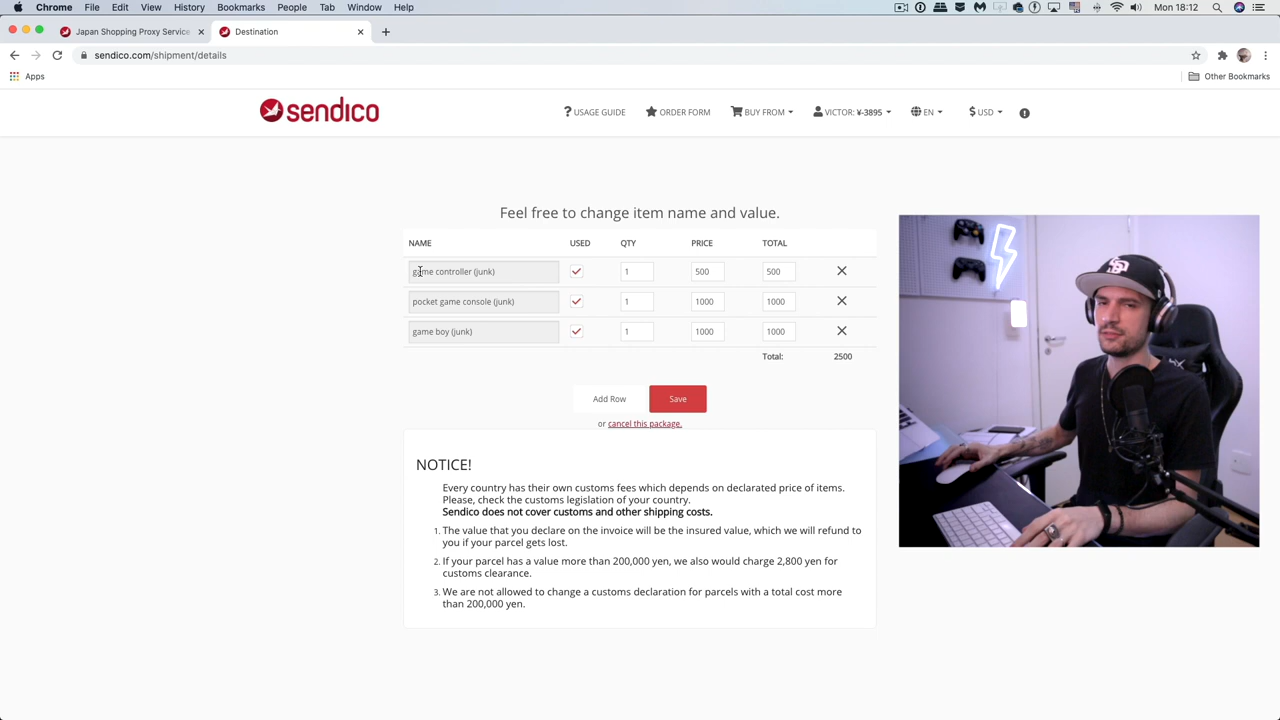 Chrome File Edit View History Bookmarks People Tab Window Help Mon 18:12
Japan Shopping Proxy Service Destination
sendico.com/shipment/details
Apps Other Bookmarks
sendico USAGE GUIDE ORDER FORM BUY FROM VICTOR: ¥-3895 EN $ USD
Feel free to change item name and value.
NAME USED QTY PRICE TOTAL
game controller (junk) 1 500 500
pocket game console (junk) 1 1000 1000
game boy (junk) 1 1000 1000
Total: 2500
Add Row Save
or cancel this package.
NOTICE!
Every country has their own customs fees which depends on declarated price of items.
Please, check the customs legislation of your country.
Sendico does not cover customs and other shipping costs.
1. The value that you declare on the invoice will be the insured value, which we will refund to
you if your parcel gets lost.
2. If your parcel has a value more than 200,000 yen, we also would charge 2,800 yen for
customs clearance.
3. We are not allowed to change a customs declaration for parcels with a total cost more
than 200,000 yen.